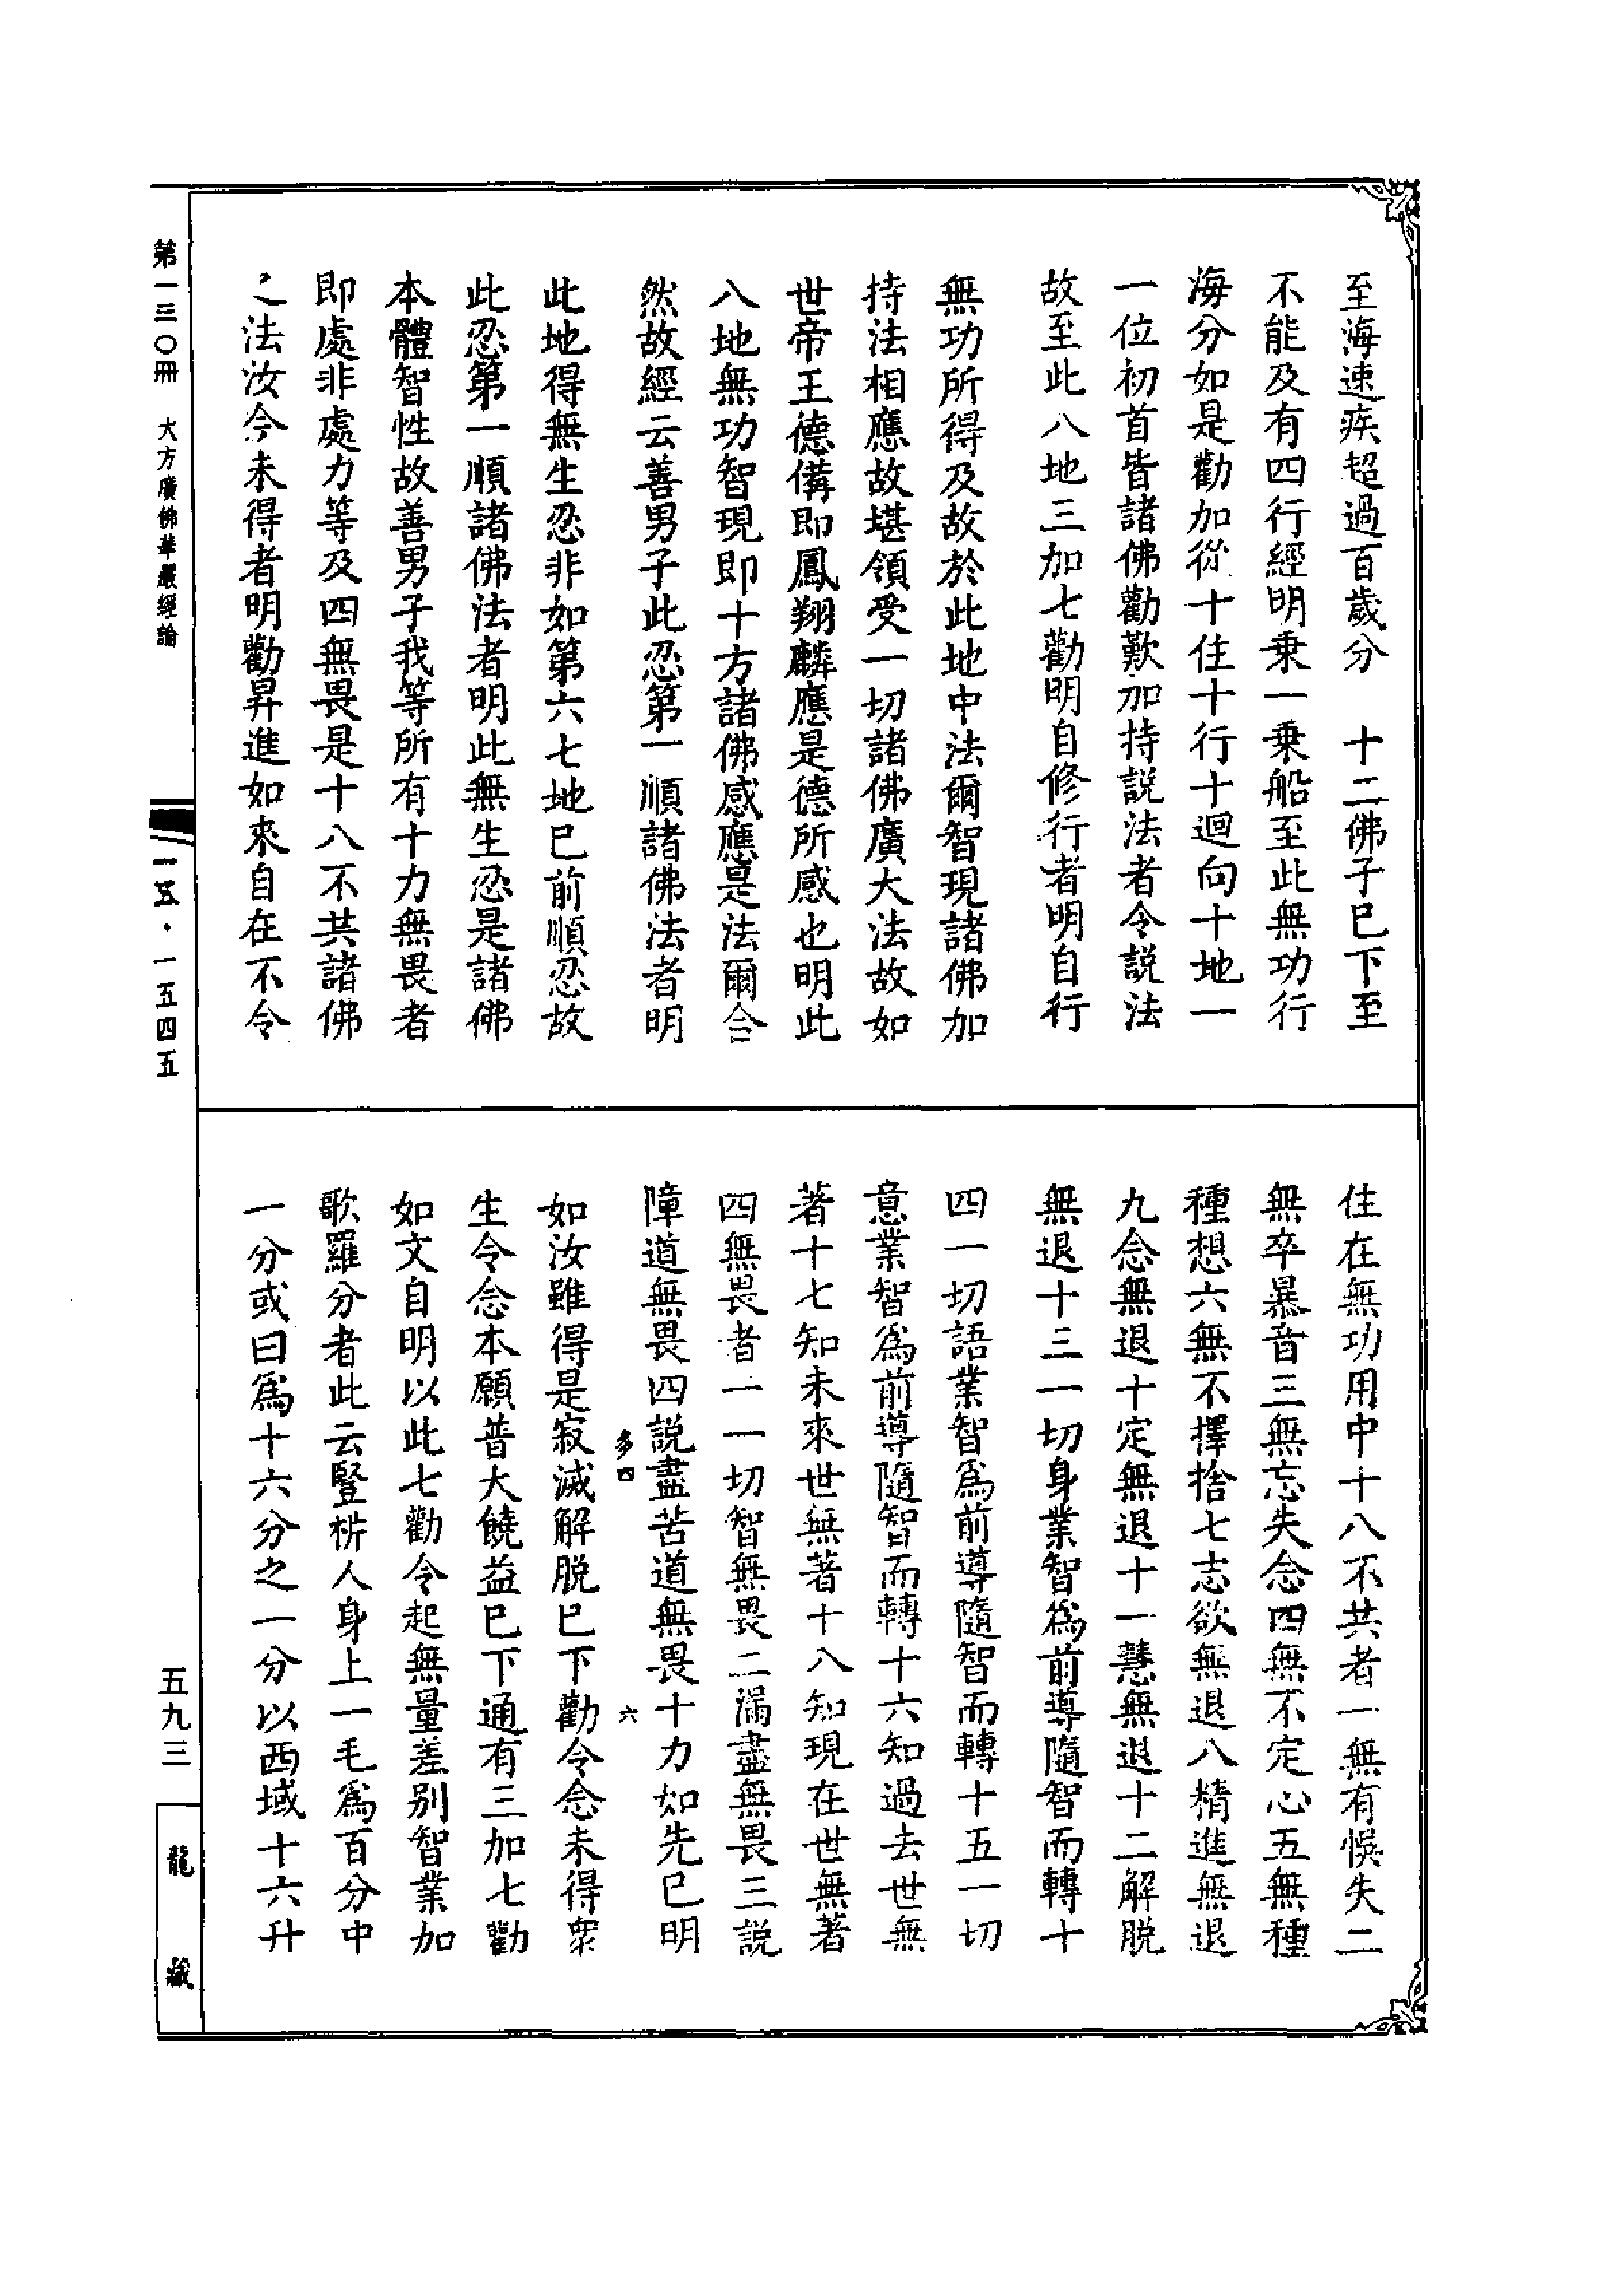 至海速疾超過百歲分　十二佛子已下至
不能及有四行經明乗一乘船至此無功行
海分如是勸加從十住十行十迴向十地一
一位初首皆諸佛勸歎加持説法者令説法
故至此八地三加七勸明自修行者明自行
無功所得及故於此地中法爾智現諸佛加
持法相應故堪領受一切諸佛廣大法故如
世帝王德備即鳳翔麟應是德所感也明此
八地無功智現即十方諸佛感應是法爾合
然故經云善男子此忍第一順諸佛法者明
此地得無生忍非如第六七地已前順忍故
此忍第一順諸佛法者明此無生忍是諸佛
本體智性故善男子我等所有十力無畏者
即處非處力等及四無畏是十八不共諸佛
之法汝今未得者明勸昇進如來自在不令
住在無功用中十八不共者一無有悞失二
無卒暴音三無忘失念四無不定心五無種
種想六無不擇捨七志欲無退八精進無退
九念無退十定無退十一慧無退十二解脱
無退十三一切身業智爲前導隨智而轉十
四一切語業智爲前導隨智而轉十五一切
意業智爲前導隨智而轉十六知過去世無
著十七知未來世無著十八知現在世無著
四無畏者一一切智無畏二漏盡無畏三説
障道無畏四説盡苦道無畏十力如先已明
多四　六
如汝雖得是寂滅解脱已下勸令念未得衆
生令念本願普大饒益已下通有三加七勸
如文自明以此七勸令起無量差别智業加
歌羅分者此云豎析人身上一毛爲百分中
一分或曰爲十六分之一分以西域十六升
第一三〇冊　大方廣佛華嚴經論
一五·一五四五
五九三
龍藏